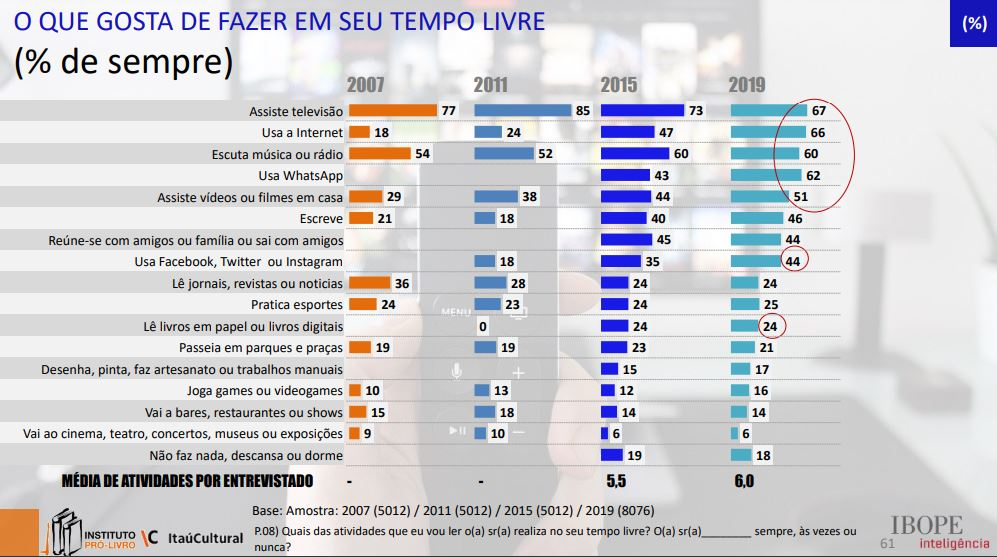 O QUE GOSTA DE FAZER EM SEU TEMPO LIVRE
(%)
(% de sempre)
2007 2011 2015 2019
Assiste televisão 77 85 73 67
Usa a Internet 18 24 47 66
Escuta música ou rádio 54 52 60 60
Usa WhatsApp 43 62
Assiste vídeos ou filmes em casa 29 38 44 51
Escreve 21 18 40 46
Reúne-se com amigos ou família ou sai com amigos 45 44
Usa Facebook, Twitter ou Instagram 18 35 44
Lê jornais, revistas ou noticias 36 28 24 24
Pratica esportes 24 23 24 25
MENU
Lê livros em papel ou livros digitais 0 24 24
Passeia em parques e praças 19 19 23 21
Desenha, pinta, faz artesanato ou trabalhos manuais 15 17
Joga games ou videogames 10 13 12 16
Vai a bares, restaurantes ou shows 15 18 14 14
Vai ao cinema, teatro, concertos, museus ou exposições 9 10 6 6
Não faz nada, descansa ou dorme 19 18
MÉDIA DE ATIVIDADES POR ENTREVISTADO - - 5,5 6,0
Base: Amostra: 2007 (5012) / 2011 (5012) / 2015 (5012) / 2019 (8076)
P.08) Quais das atividades que eu vou ler o(a) sr(a) realiza no seu tempo livre? O(a) sr(a)________ sempre, às vezes ou
nunca?
INSTITUTO
PRÓ-LIVRO
\C
ItaúCultural
61
IBOPE
inteligência